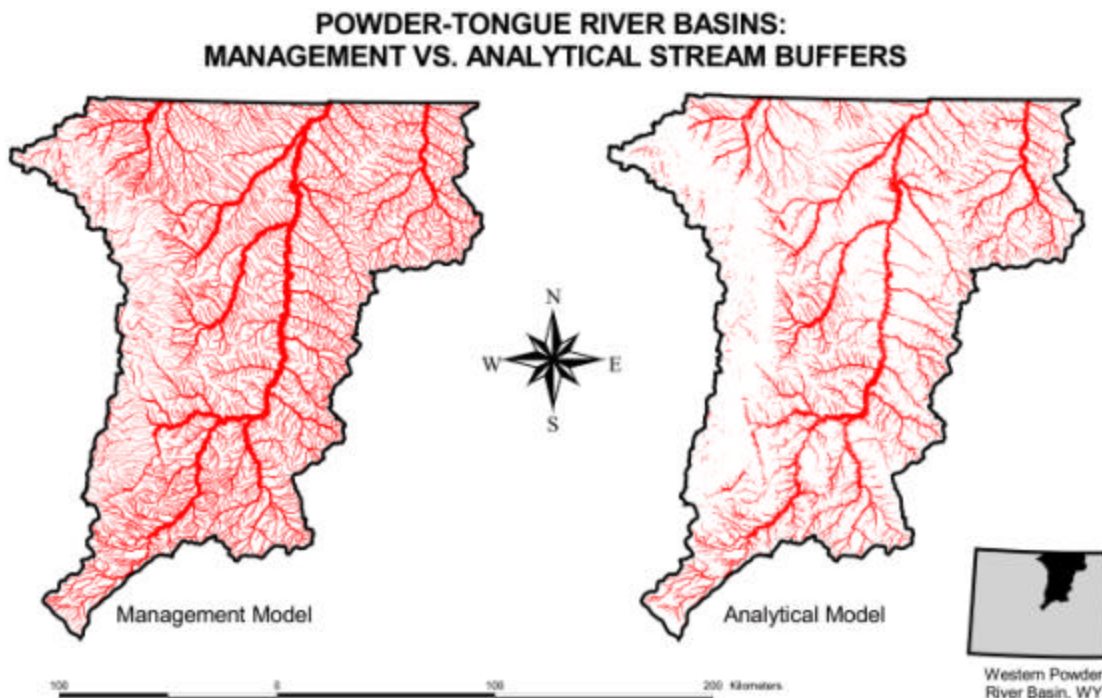 POWDER-TONGUE RIVER BASINS:
MANAGEMENT VS. ANALYTICAL STREAM BUFFERS
N
W
E
S
Management Model
Analytical Model
Western Powder
River Basin, WY
100 0 100 200 Kilometers